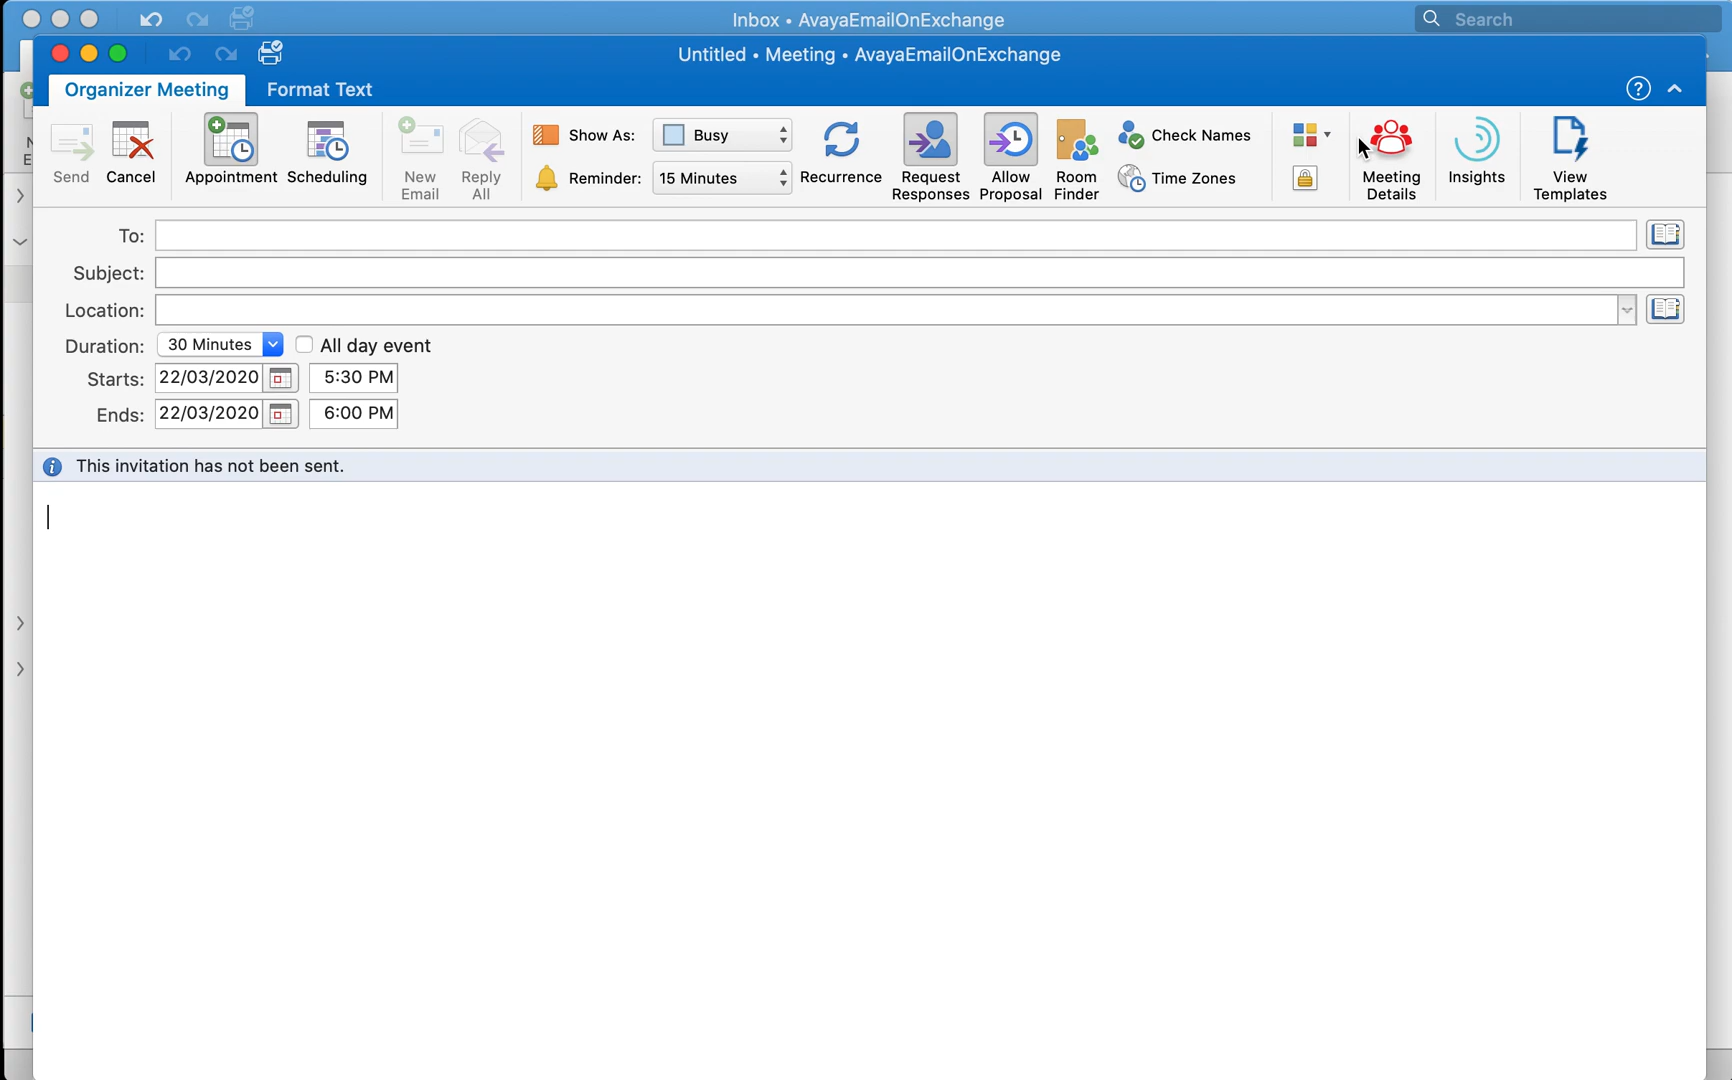 Inbox • AvayaEmailOnExchange
Search
Untitled • Meeting • AvayaEmailOnExchange
Organizer Meeting
Format Text
Send
Cancel
Appointment
Scheduling
New
Email
Reply
All
Show As:
Busy
Reminder:
15 Minutes
Recurrence
Request
Responses
Allow
Proposal
Room
Finder
Check Names
Time Zones
Meeting
Details
Insights
View
Templates
N
E
To:
Subject:
Location:
Duration:
30 Minutes
All day event
Starts:
22/03/2020
5:30 PM
Ends:
22/03/2020
6:00 PM
This invitation has not been sent.